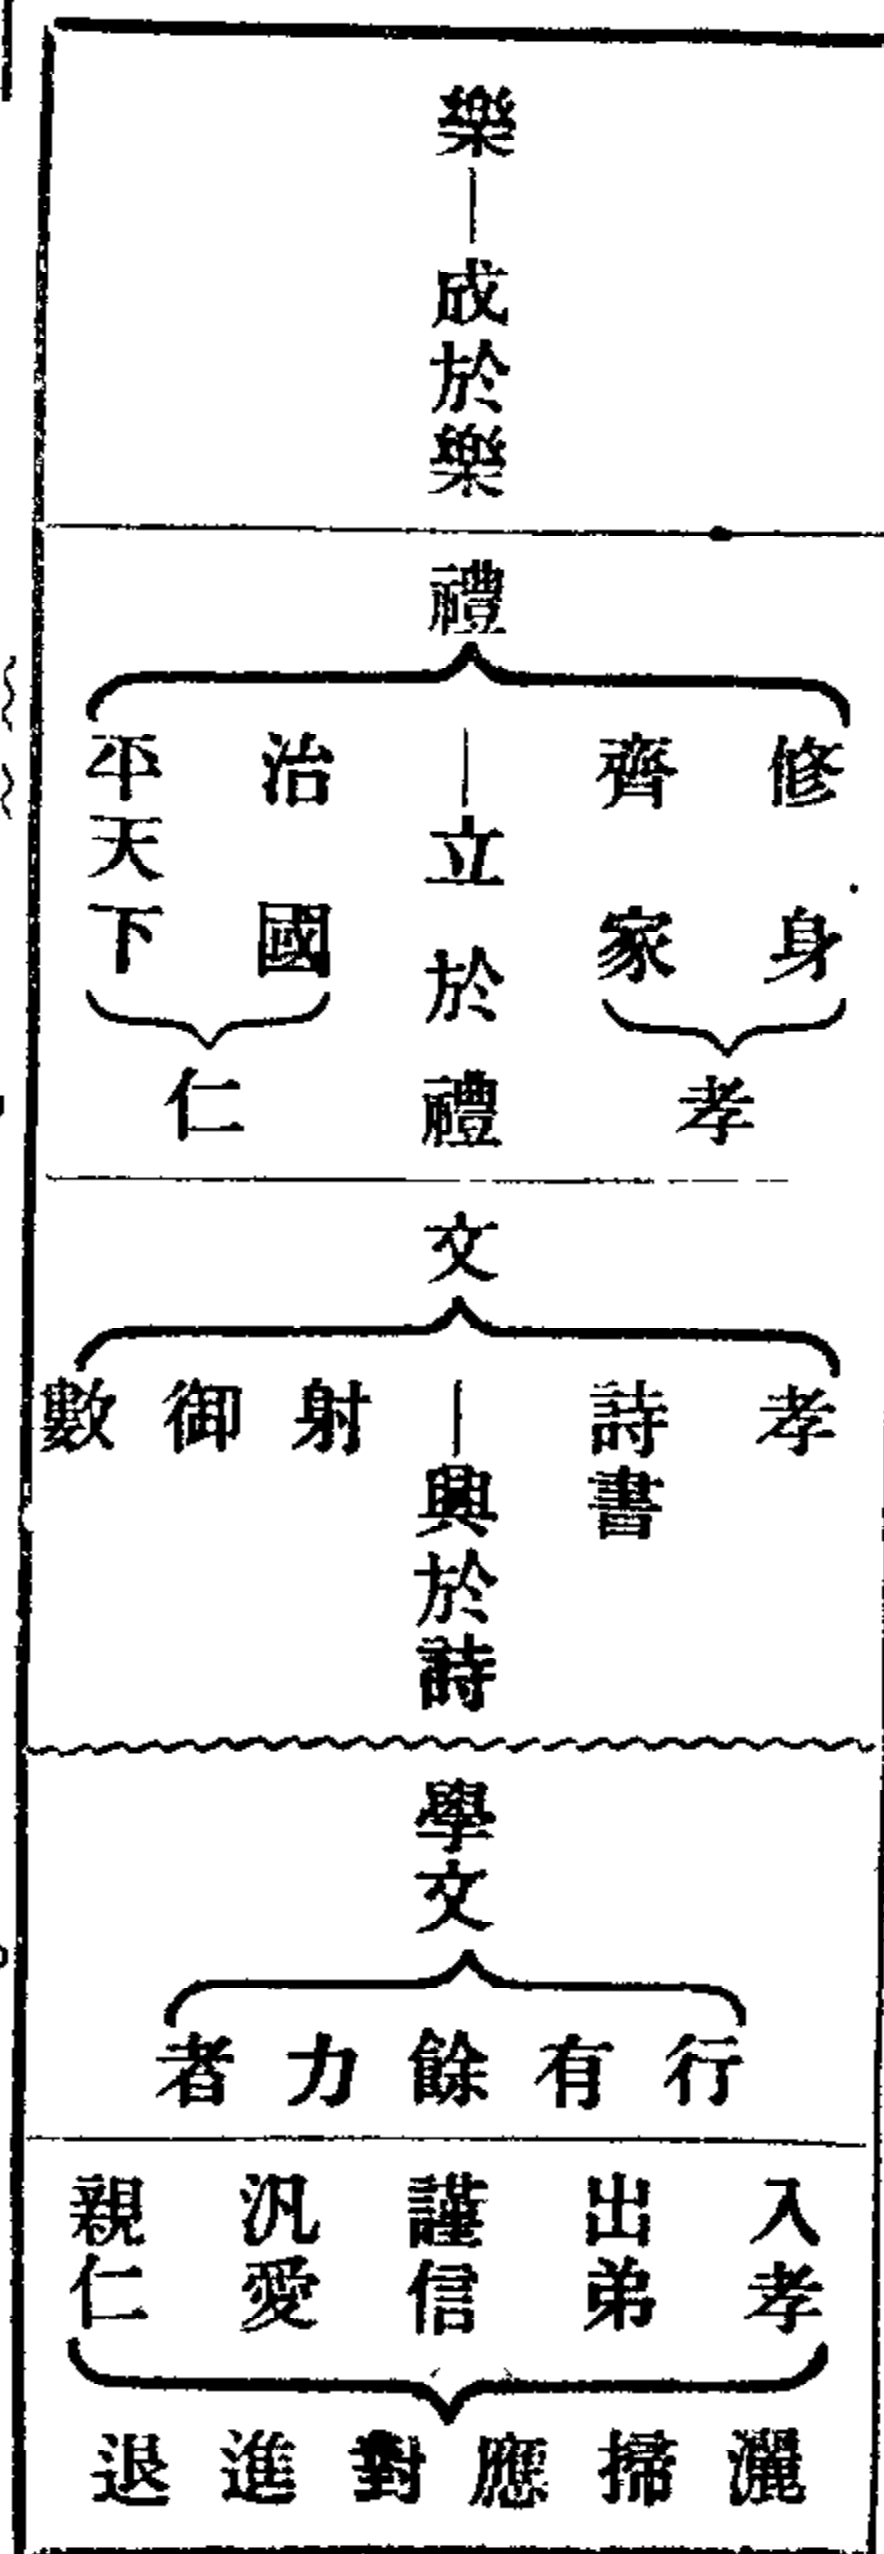 樂—成於樂
禮
修身
齊家
孝
—立於禮
治國
平天下
仁
文
孝
詩書
—興於詩
射
御
數
學文
行有餘力者
入孝
出弟
謹信
汎愛
親仁
灑掃應對進退